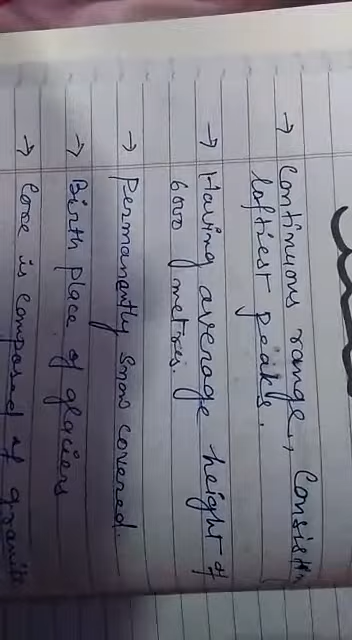 → Continuous range, Consist
loftiest peaks.
→ Having average height of
6000 metres.
→ Permanently snow covered.
→ Birth place of glaciers
→ Core is composed of granite